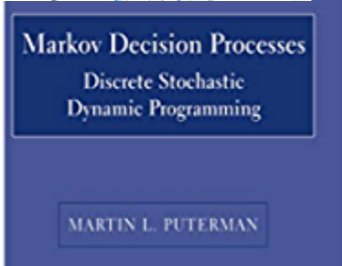 Markov Decision Processes
Discrete Stochastic
Dynamic Programming
MARTIN L. PUTERMAN